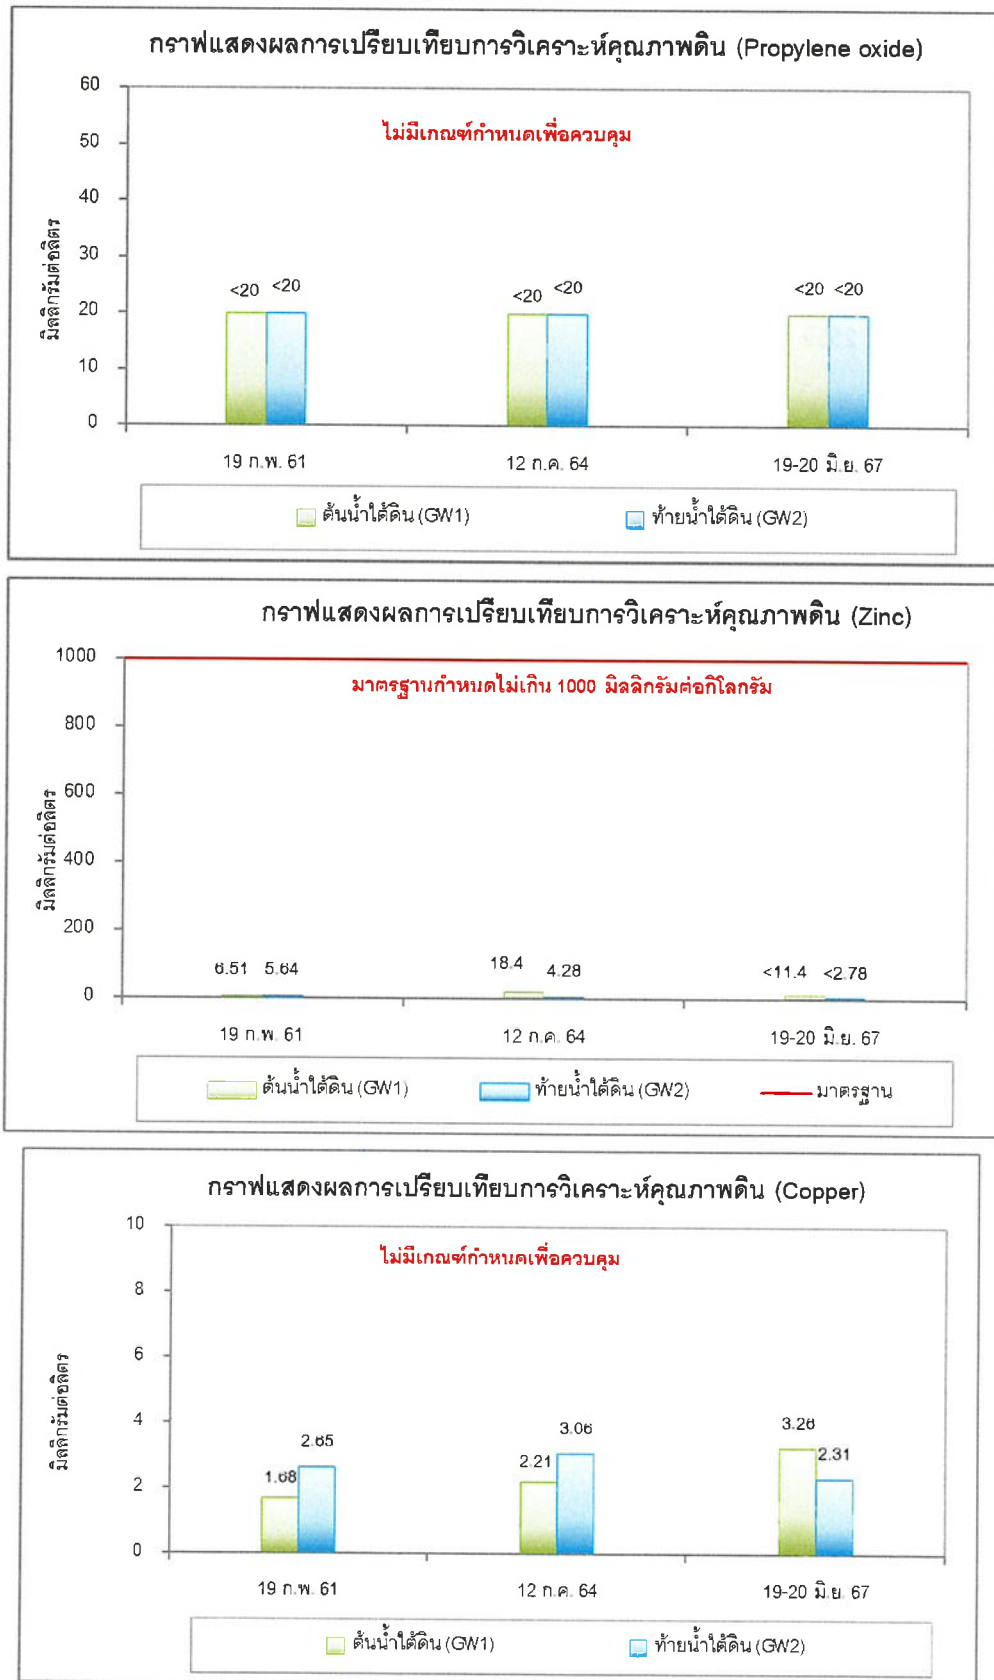 กราฟแสดงผลการเปรียบเทียบการวิเคราะห์คุณภาพดิน (Propylene oxide)
60
50
40
30
20
10
0
มิลลิกรัมต่อลิตร
ไม่มีเกณฑ์กำหนดเพื่อควบคุม
<20 <20 <20 <20 <20 <20
19 ก.พ. 61 12 ก.ค. 64 19-20 มิ.ย. 67
ต้นน้ำใต้ดิน (GW1) ท้ายน้ำใต้ดิน (GW2)
กราฟแสดงผลการเปรียบเทียบการวิเคราะห์คุณภาพดิน (Zinc)
1000
800
600
400
200
0
มิลลิกรัมต่อลิตร
มาตรฐานกำหนดไม่เกิน 1000 มิลลิกรัมต่อกิโลกรัม
6.51 5.64 18.4 4.28 <11.4 <2.78
19 ก.พ. 61 12 ก.ค. 64 19-20 มิ.ย. 67
ต้นน้ำใต้ดิน (GW1) ท้ายน้ำใต้ดิน (GW2) มาตรฐาน
กราฟแสดงผลการเปรียบเทียบการวิเคราะห์คุณภาพดิน (Copper)
10
8
6
4
2
0
มิลลิกรัมต่อลิตร
ไม่มีเกณฑ์กำหนดเพื่อควบคุม
1.68 2.65 2.21 3.06 3.26 2.31
19 ก.พ. 61 12 ก.ค. 64 19-20 มิ.ย. 67
ต้นน้ำใต้ดิน (GW1) ท้ายน้ำใต้ดิน (GW2)